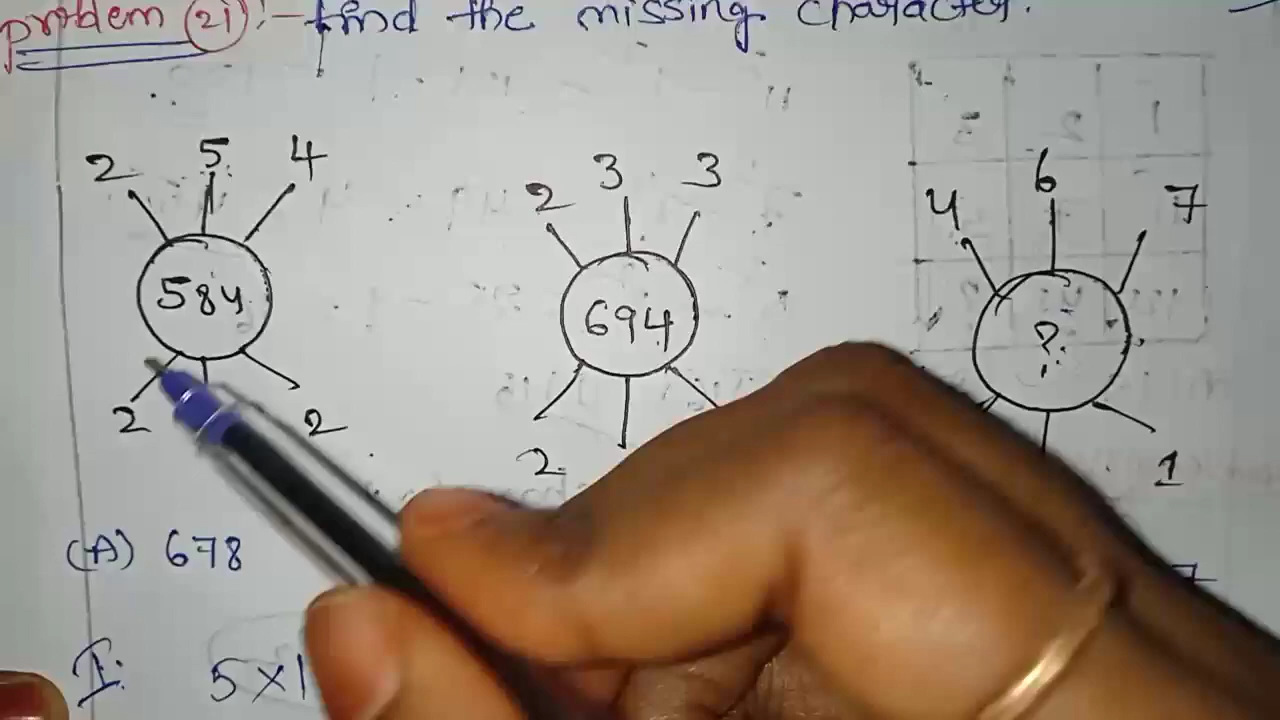 problem (21) :- find the missing character.
2 5 4
2 3 3
4 6 7
584
694
?
2 2
2
1
(A) 678
I: 5×1